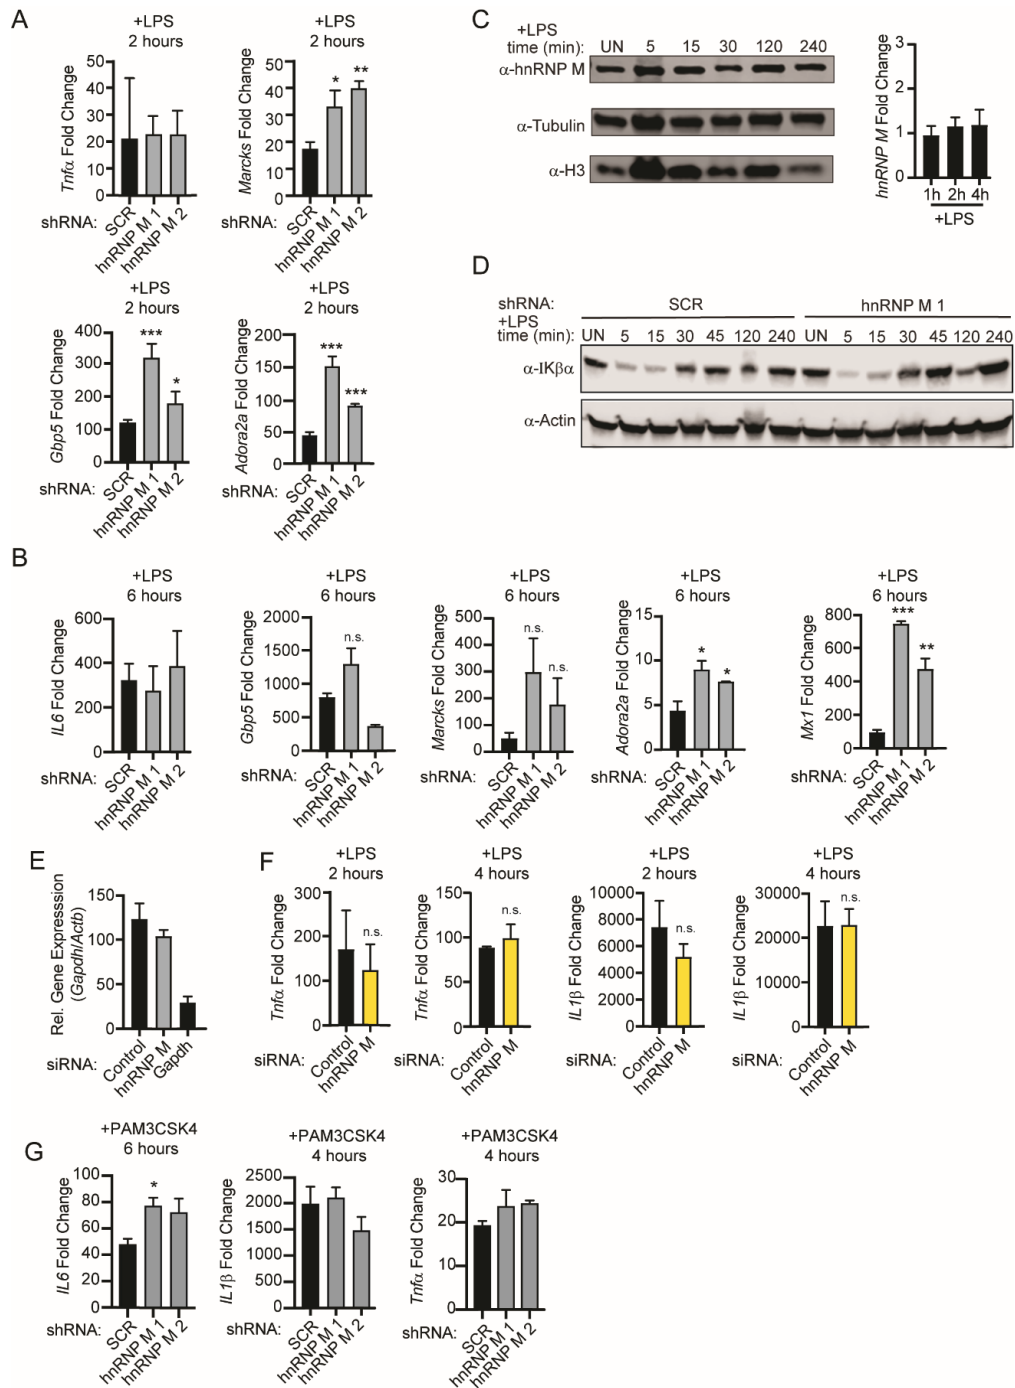 A
+LPS
2 hours
Tnfα Fold Change
50
40
30
20
10
0
shRNA:
SCR
hnRNP M 1
hnRNP M 2
+LPS
2 hours
Marcks Fold Change
50
40
30
20
10
0
*
**
SCR
hnRNP M 1
hnRNP M 2
+LPS
2 hours
Gbp5 Fold Change
400
300
200
100
0
***
*
shRNA:
SCR
hnRNP M 1
hnRNP M 2
+LPS
2 hours
Adora2a Fold Change
200
150
100
50
0
***
***
shRNA:
SCR
hnRNP M 1
hnRNP M 2
C
+LPS
time (min): UN 5 15 30 120 240
α-hnRNP M
α-Tubulin
α-H3
hnRNP M Fold Change
3
2
1
0
1h 2h 4h
+LPS
D
shRNA: SCR hnRNP M 1
+LPS
time (min): UN 5 15 30 45 120 240 UN 5 15 30 45 120 240
α-IKβα
α-Actin
B
+LPS
6 hours
IL6 Fold Change
600
400
200
0
shRNA:
SCR
hnRNP M 1
hnRNP M 2
+LPS
6 hours
Gbp5 Fold Change
2000
1500
1000
500
0
n.s.
shRNA:
SCR
hnRNP M 1
hnRNP M 2
+LPS
6 hours
Marcks Fold Change
500
400
300
200
100
0
n.s.
n.s.
shRNA:
SCR
hnRNP M 1
hnRNP M 2
+LPS
6 hours
Adora2a Fold Change
15
10
5
0
*
*
shRNA:
SCR
hnRNP M 1
hnRNP M 2
+LPS
6 hours
Mx1 Fold Change
800
600
400
200
0
***
**
shRNA:
SCR
hnRNP M 1
hnRNP M 2
E
Rel. Gene Expresssion
(Gapdh/Actb)
150
100
50
0
siRNA:
Control
hnRNP M
Gapdh
F
+LPS
2 hours
Tnfα Fold Change
300
200
100
0
n.s.
siRNA:
Control
hnRNP M
+LPS
4 hours
Tnfα Fold Change
150
100
50
0
n.s.
siRNA:
Control
hnRNP M
+LPS
2 hours
IL1β Fold Change
10000
8000
6000
4000
2000
0
n.s.
siRNA:
Control
hnRNP M
+LPS
4 hours
IL1β Fold Change
30000
20000
10000
0
n.s.
siRNA:
Control
hnRNP M
G
+PAM3CSK4
6 hours
IL6 Fold Change
100
80
60
40
20
0
*
shRNA:
SCR
hnRNP M 1
hnRNP M 2
+PAM3CSK4
4 hours
IL1β Fold Change
2500
2000
1500
1000
500
0
shRNA:
SCR
hnRNP M 1
hnRNP M 2
+PAM3CSK4
4 hours
Tnfα Fold Change
30
20
10
0
shRNA:
SCR
hnRNP M 1
hnRNP M 2